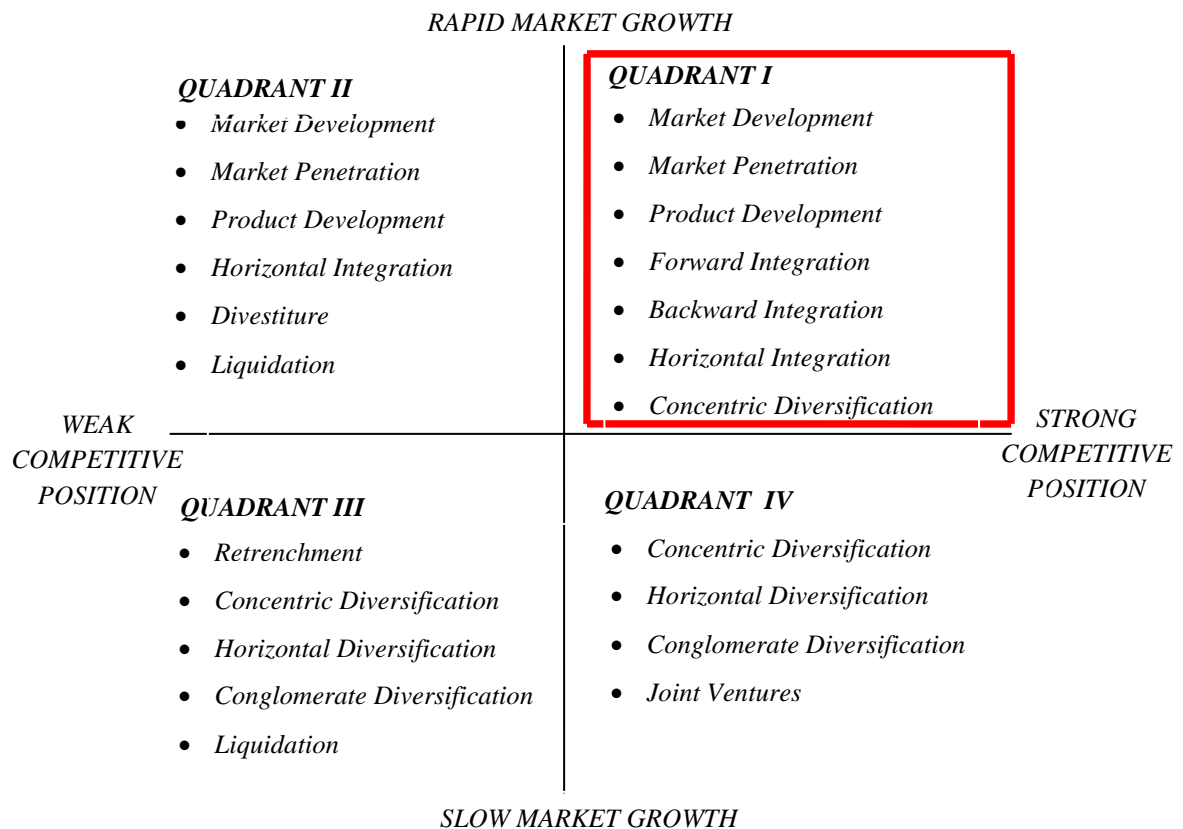 RAPID MARKET GROWTH
QUADRANT II
• Market Development
• Market Penetration
• Product Development
• Horizontal Integration
• Divestiture
• Liquidation
QUADRANT I
• Market Development
• Market Penetration
• Product Development
• Forward Integration
• Backward Integration
• Horizontal Integration
• Concentric Diversification
WEAK
COMPETITIVE
POSITION
STRONG
COMPETITIVE
POSITION
QUADRANT III
• Retrenchment
• Concentric Diversification
• Horizontal Diversification
• Conglomerate Diversification
• Liquidation
QUADRANT IV
• Concentric Diversification
• Horizontal Diversification
• Conglomerate Diversification
• Joint Ventures
SLOW MARKET GROWTH